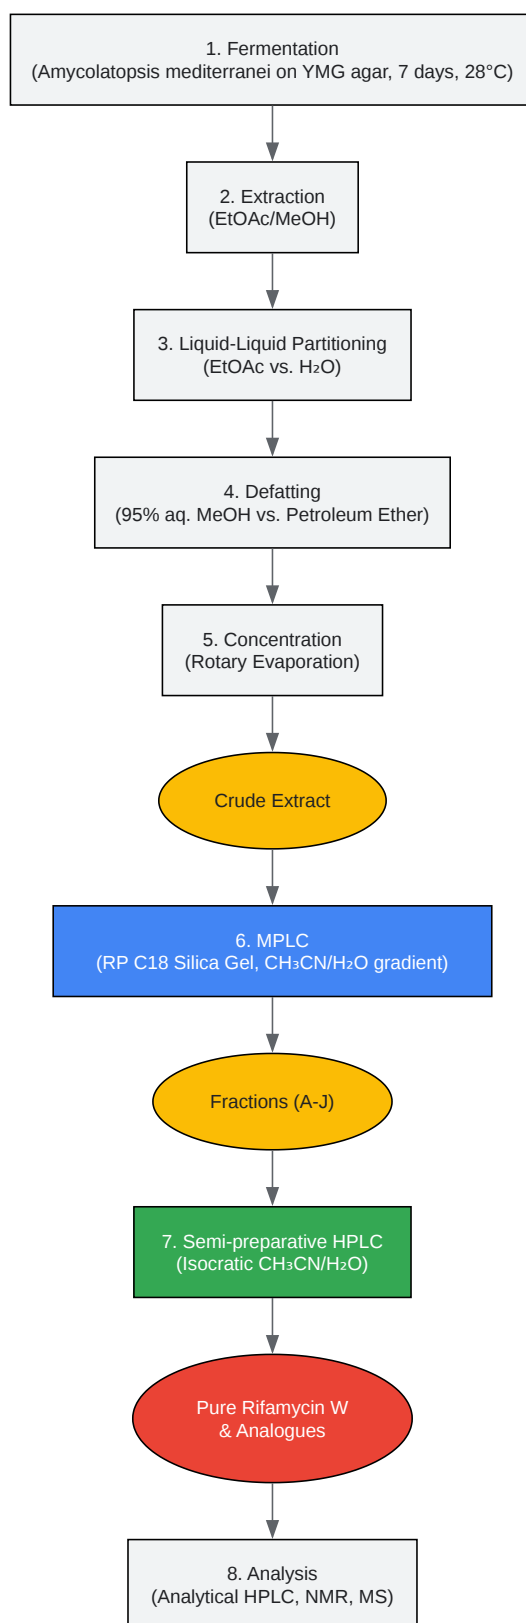 1. Fermentation
(Amycolatopsis mediterranei on YMG agar, 7 days, 28°C)
2. Extraction
(EtOAc/MeOH)
3. Liquid-Liquid Partitioning
(EtOAc vs. H₂O)
4. Defatting
(95% aq. MeOH vs. Petroleum Ether)
5. Concentration
(Rotary Evaporation)
Crude Extract
6. MPLC
(RP C18 Silica Gel, CH₃CN/H₂O gradient)
Fractions (A-J)
7. Semi-preparative HPLC
(Isocratic CH₃CN/H₂O)
Pure Rifamycin W
& Analogues
8. Analysis
(Analytical HPLC, NMR, MS)